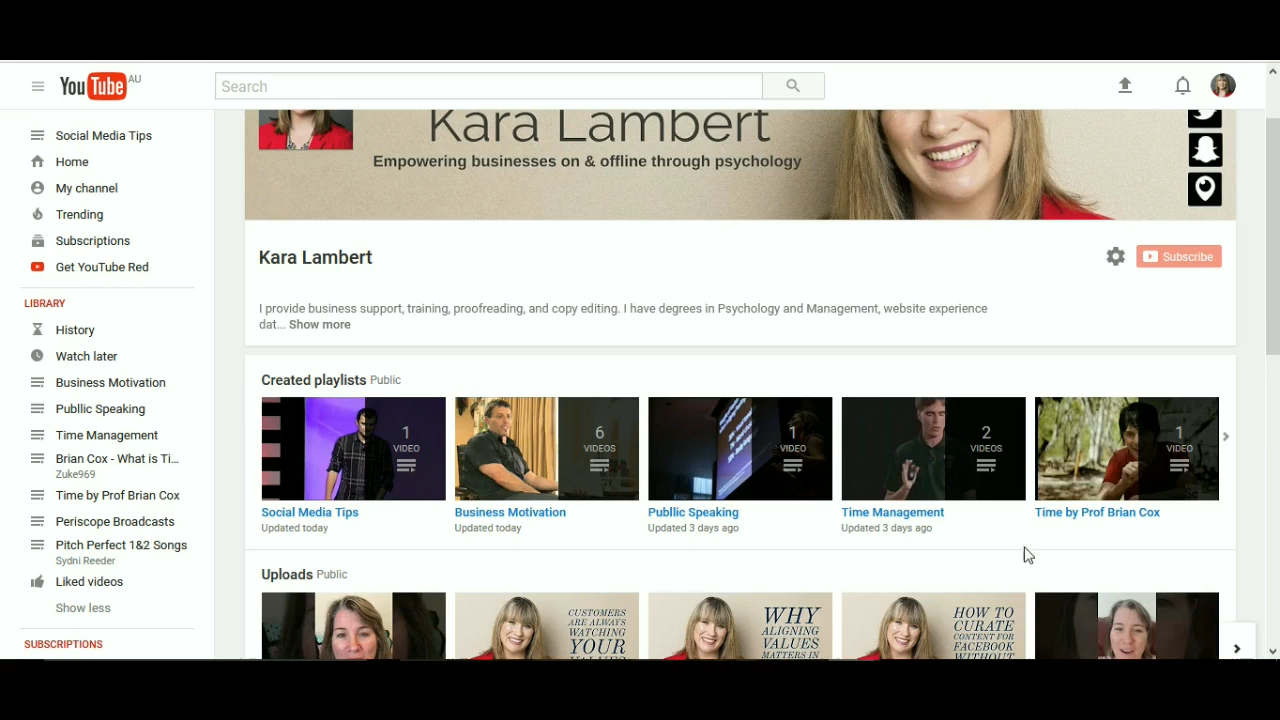 YouTube AU
Search
Social Media Tips
Home
My channel
Trending
Subscriptions
Get YouTube Red
LIBRARY
History
Watch later
Business Motivation
Publlic Speaking
Time Management
Brian Cox - What is Ti...
Zuke969
Time by Prof Brian Cox
Periscope Broadcasts
Pitch Perfect 1&2 Songs
Sydni Reeder
Liked videos
Show less
SUBSCRIPTIONS
Kara Lambert
Empowering businesses on & offline through psychology
Kara Lambert
Subscribe
I provide business support, training, proofreading, and copy editing. I have degrees in Psychology and Management, website experience
dat... Show more
Created playlists Public
1 VIDEO
6 VIDEOS
1 VIDEO
2 VIDEOS
1 VIDEO
Social Media Tips
Updated today
Business Motivation
Updated today
Publlic Speaking
Updated 3 days ago
Time Management
Updated 3 days ago
Time by Prof Brian Cox
Uploads Public
CUSTOMERS
ARE ALWAYS
WATCHING
YOUR
VALUES
WHY
ALIGNING
VALUES
MATTERS IN
HOW TO
CURATE
CONTENT FOR
FACEBOOK
WITHOUT